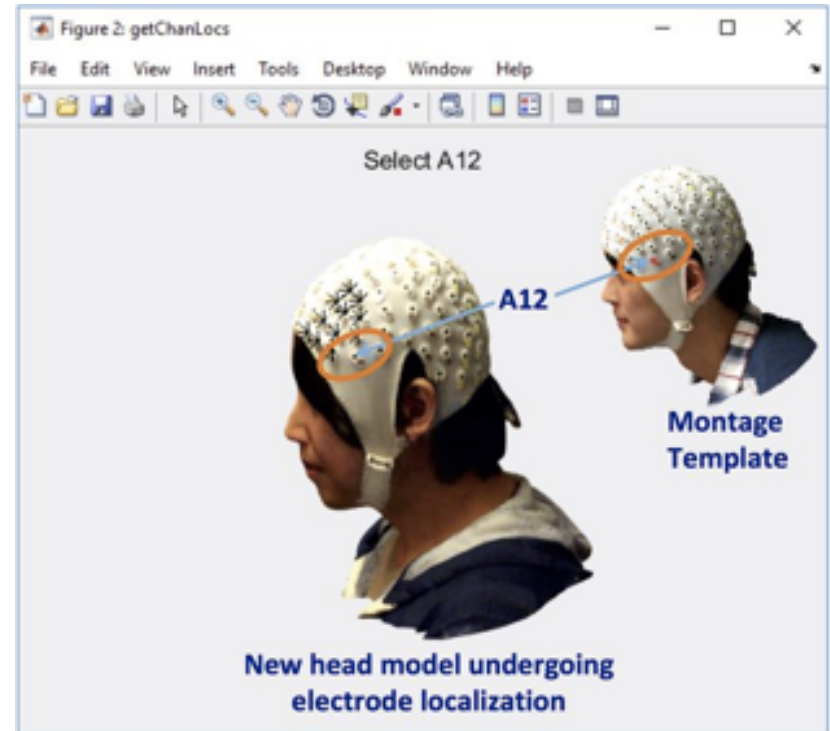 Figure 2: getChanLocs
File Edit View Insert Tools Desktop Window Help
Select A12
A12
Montage
Template
New head model undergoing
electrode localization